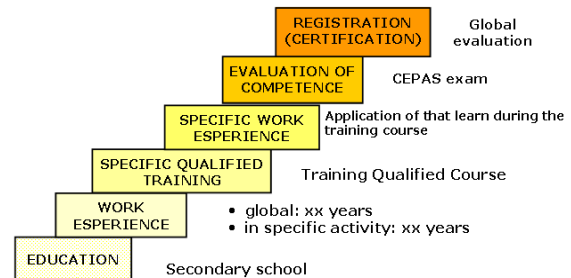 REGISTRATION
(CERTIFICATION)
Global
evaluation
EVALUATION OF
COMPETENCE
CEPAS exam
SPECIFIC WORK
ESPERIENCE
Application of that learn during the
training course
SPECIFIC QUALIFIED
TRAINING
Training Qualified Course
WORK
ESPERIENCE
• global: xx years
• in specific activity: xx years
EDUCATION
Secondary school